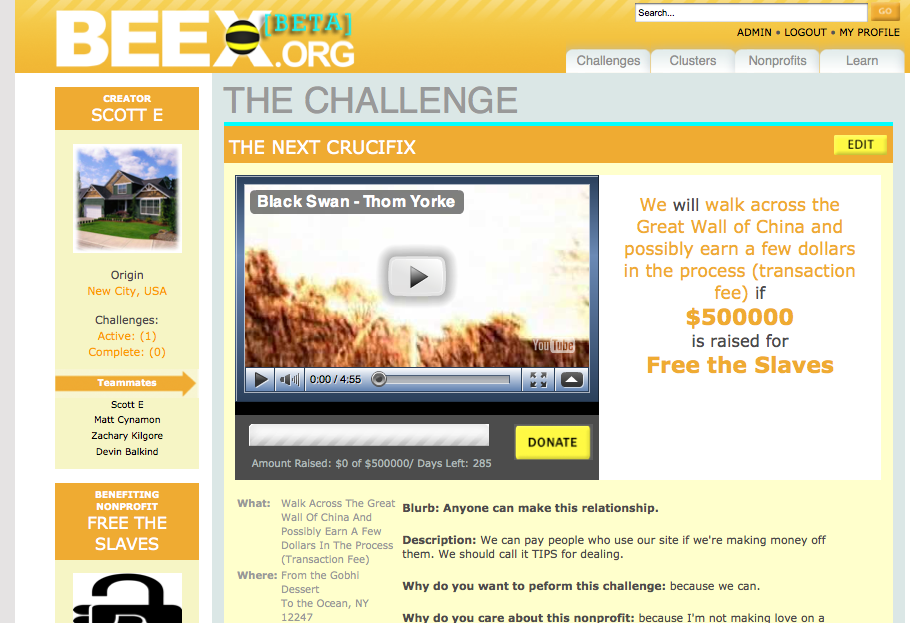 BEEX.ORG
[BETA]
Search...
GO
ADMIN • LOGOUT • MY PROFILE
Challenges
Clusters
Nonprofits
Learn
CREATOR
SCOTT E
Origin
New City, USA
Challenges:
Active: (1)
Complete: (0)
Teammates
Scott E
Matt Cynamon
Zachary Kilgore
Devin Balkind
BENEFITING
NONPROFIT
FREE THE
SLAVES
THE CHALLENGE
THE NEXT CRUCIFIX
EDIT
Black Swan - Thom Yorke
YouTube
0:00 / 4:55
We will walk across the
Great Wall of China and
possibly earn a few dollars
in the process (transaction
fee) if
$500000
is raised for
Free the Slaves
DONATE
Amount Raised: $0 of $500000/ Days Left: 285
What: Walk Across The Great
Wall Of China And
Possibly Earn A Few
Dollars In The Process
(Transaction Fee)
Where: From the Gobhi
Dessert
To the Ocean, NY
12247
Blurb: Anyone can make this relationship.
Description: We can pay people who use our site if we're making money off
them. We should call it TIPS for dealing.
Why do you want to peform this challenge: because we can.
Why do you care about this nonprofit: because I'm not making love on a